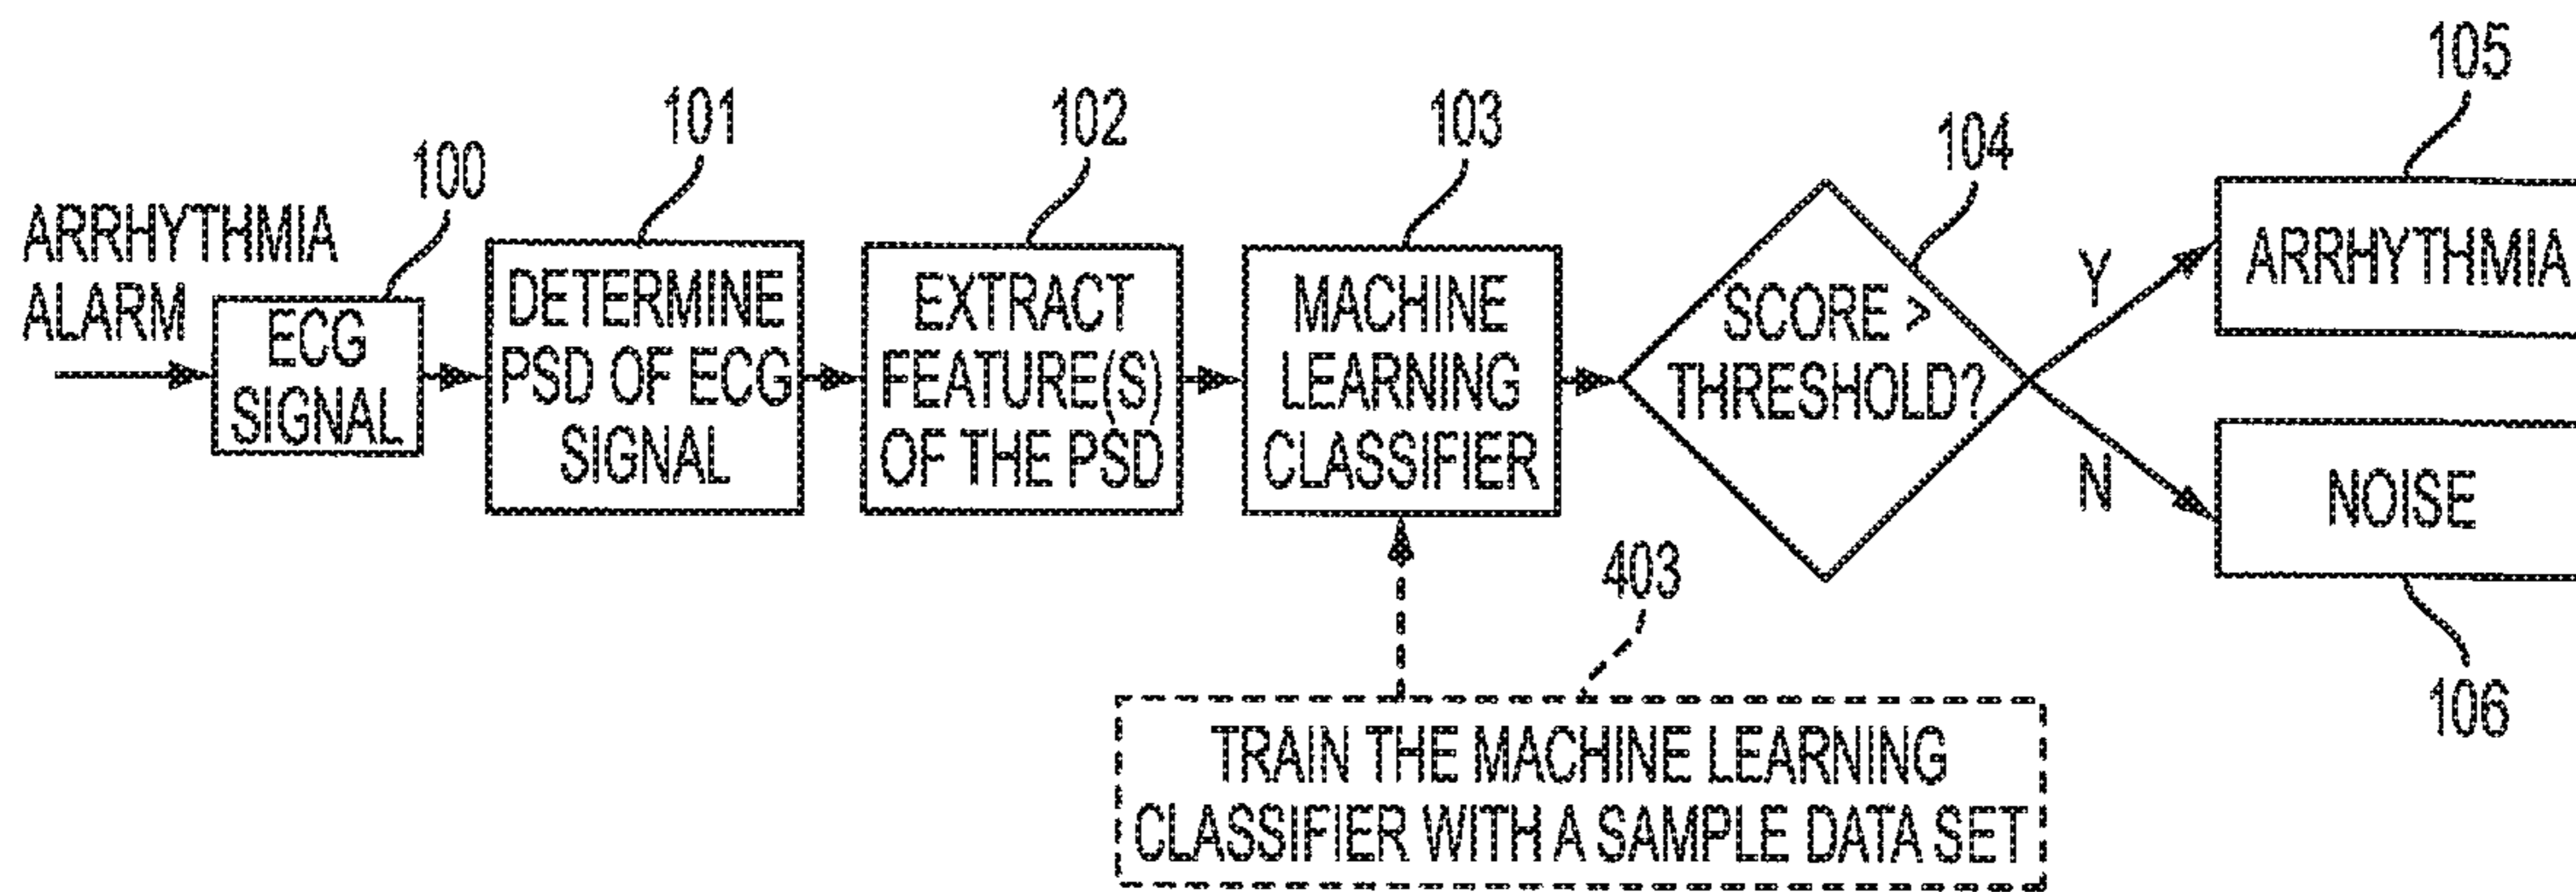 ARRHYTHMIA
ALARM
100
ECG
SIGNAL
101
DETERMINE
PSD OF ECG
SIGNAL
102
EXTRACT
FEATURE(S)
OF THE PSD
103
MACHINE
LEARNING
CLASSIFIER
104
SCORE >
THRESHOLD?
Y
N
105
ARRHYTHMIA
NOISE
106
403
TRAIN THE MACHINE LEARNING
CLASSIFIER WITH A SAMPLE DATA SET